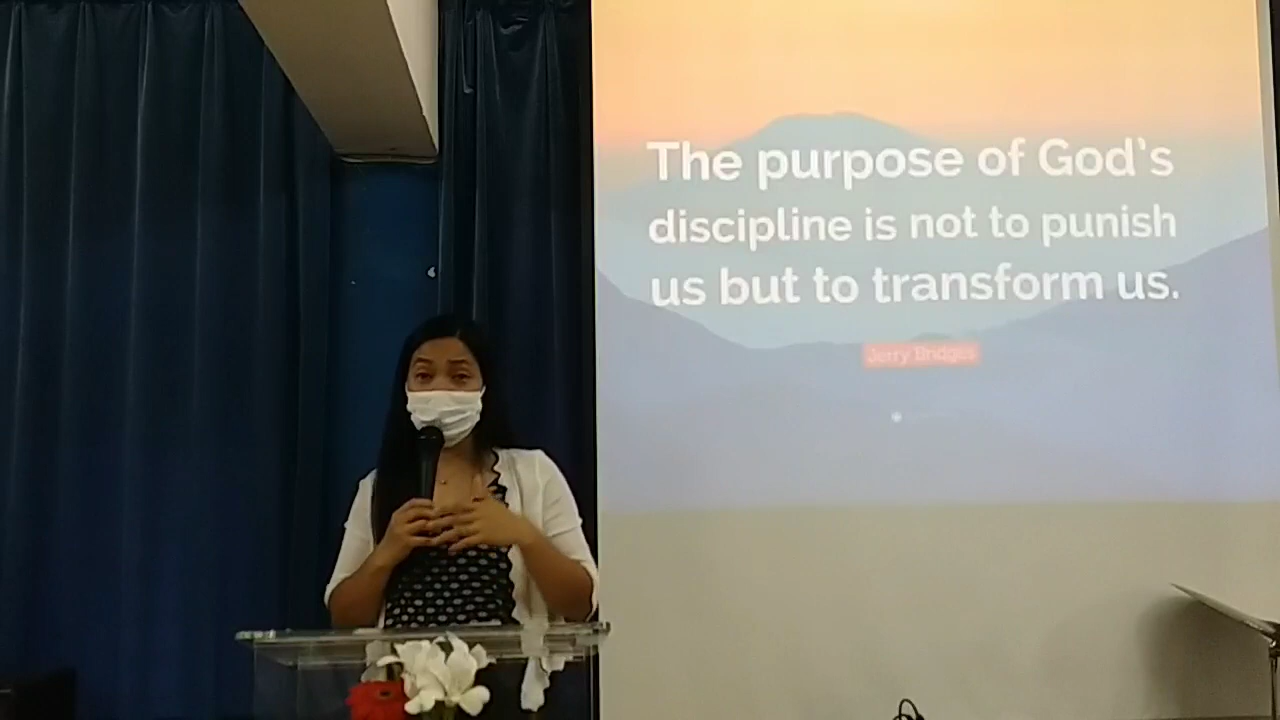 The purpose of God's
discipline is not to punish
us but to transform us.
Jerry Bridges